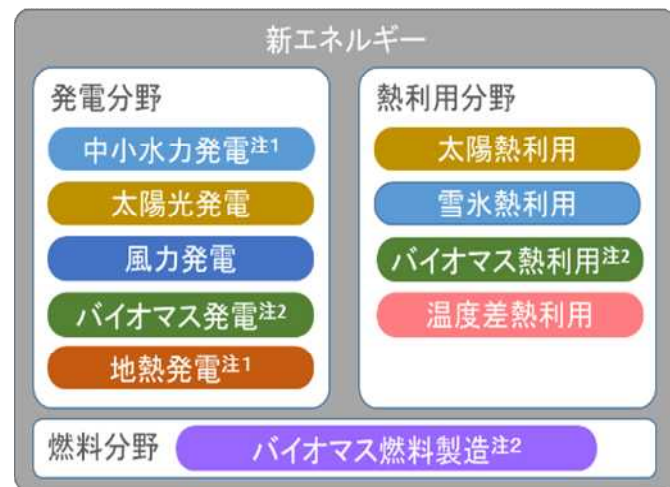 新エネルギー
発電分野
中小水力発電注1
太陽光発電
風力発電
バイオマス発電注2
地熱発電注1
熱利用分野
太陽熱利用
雪氷熱利用
バイオマス熱利用注2
温度差熱利用
燃料分野
バイオマス燃料製造注2